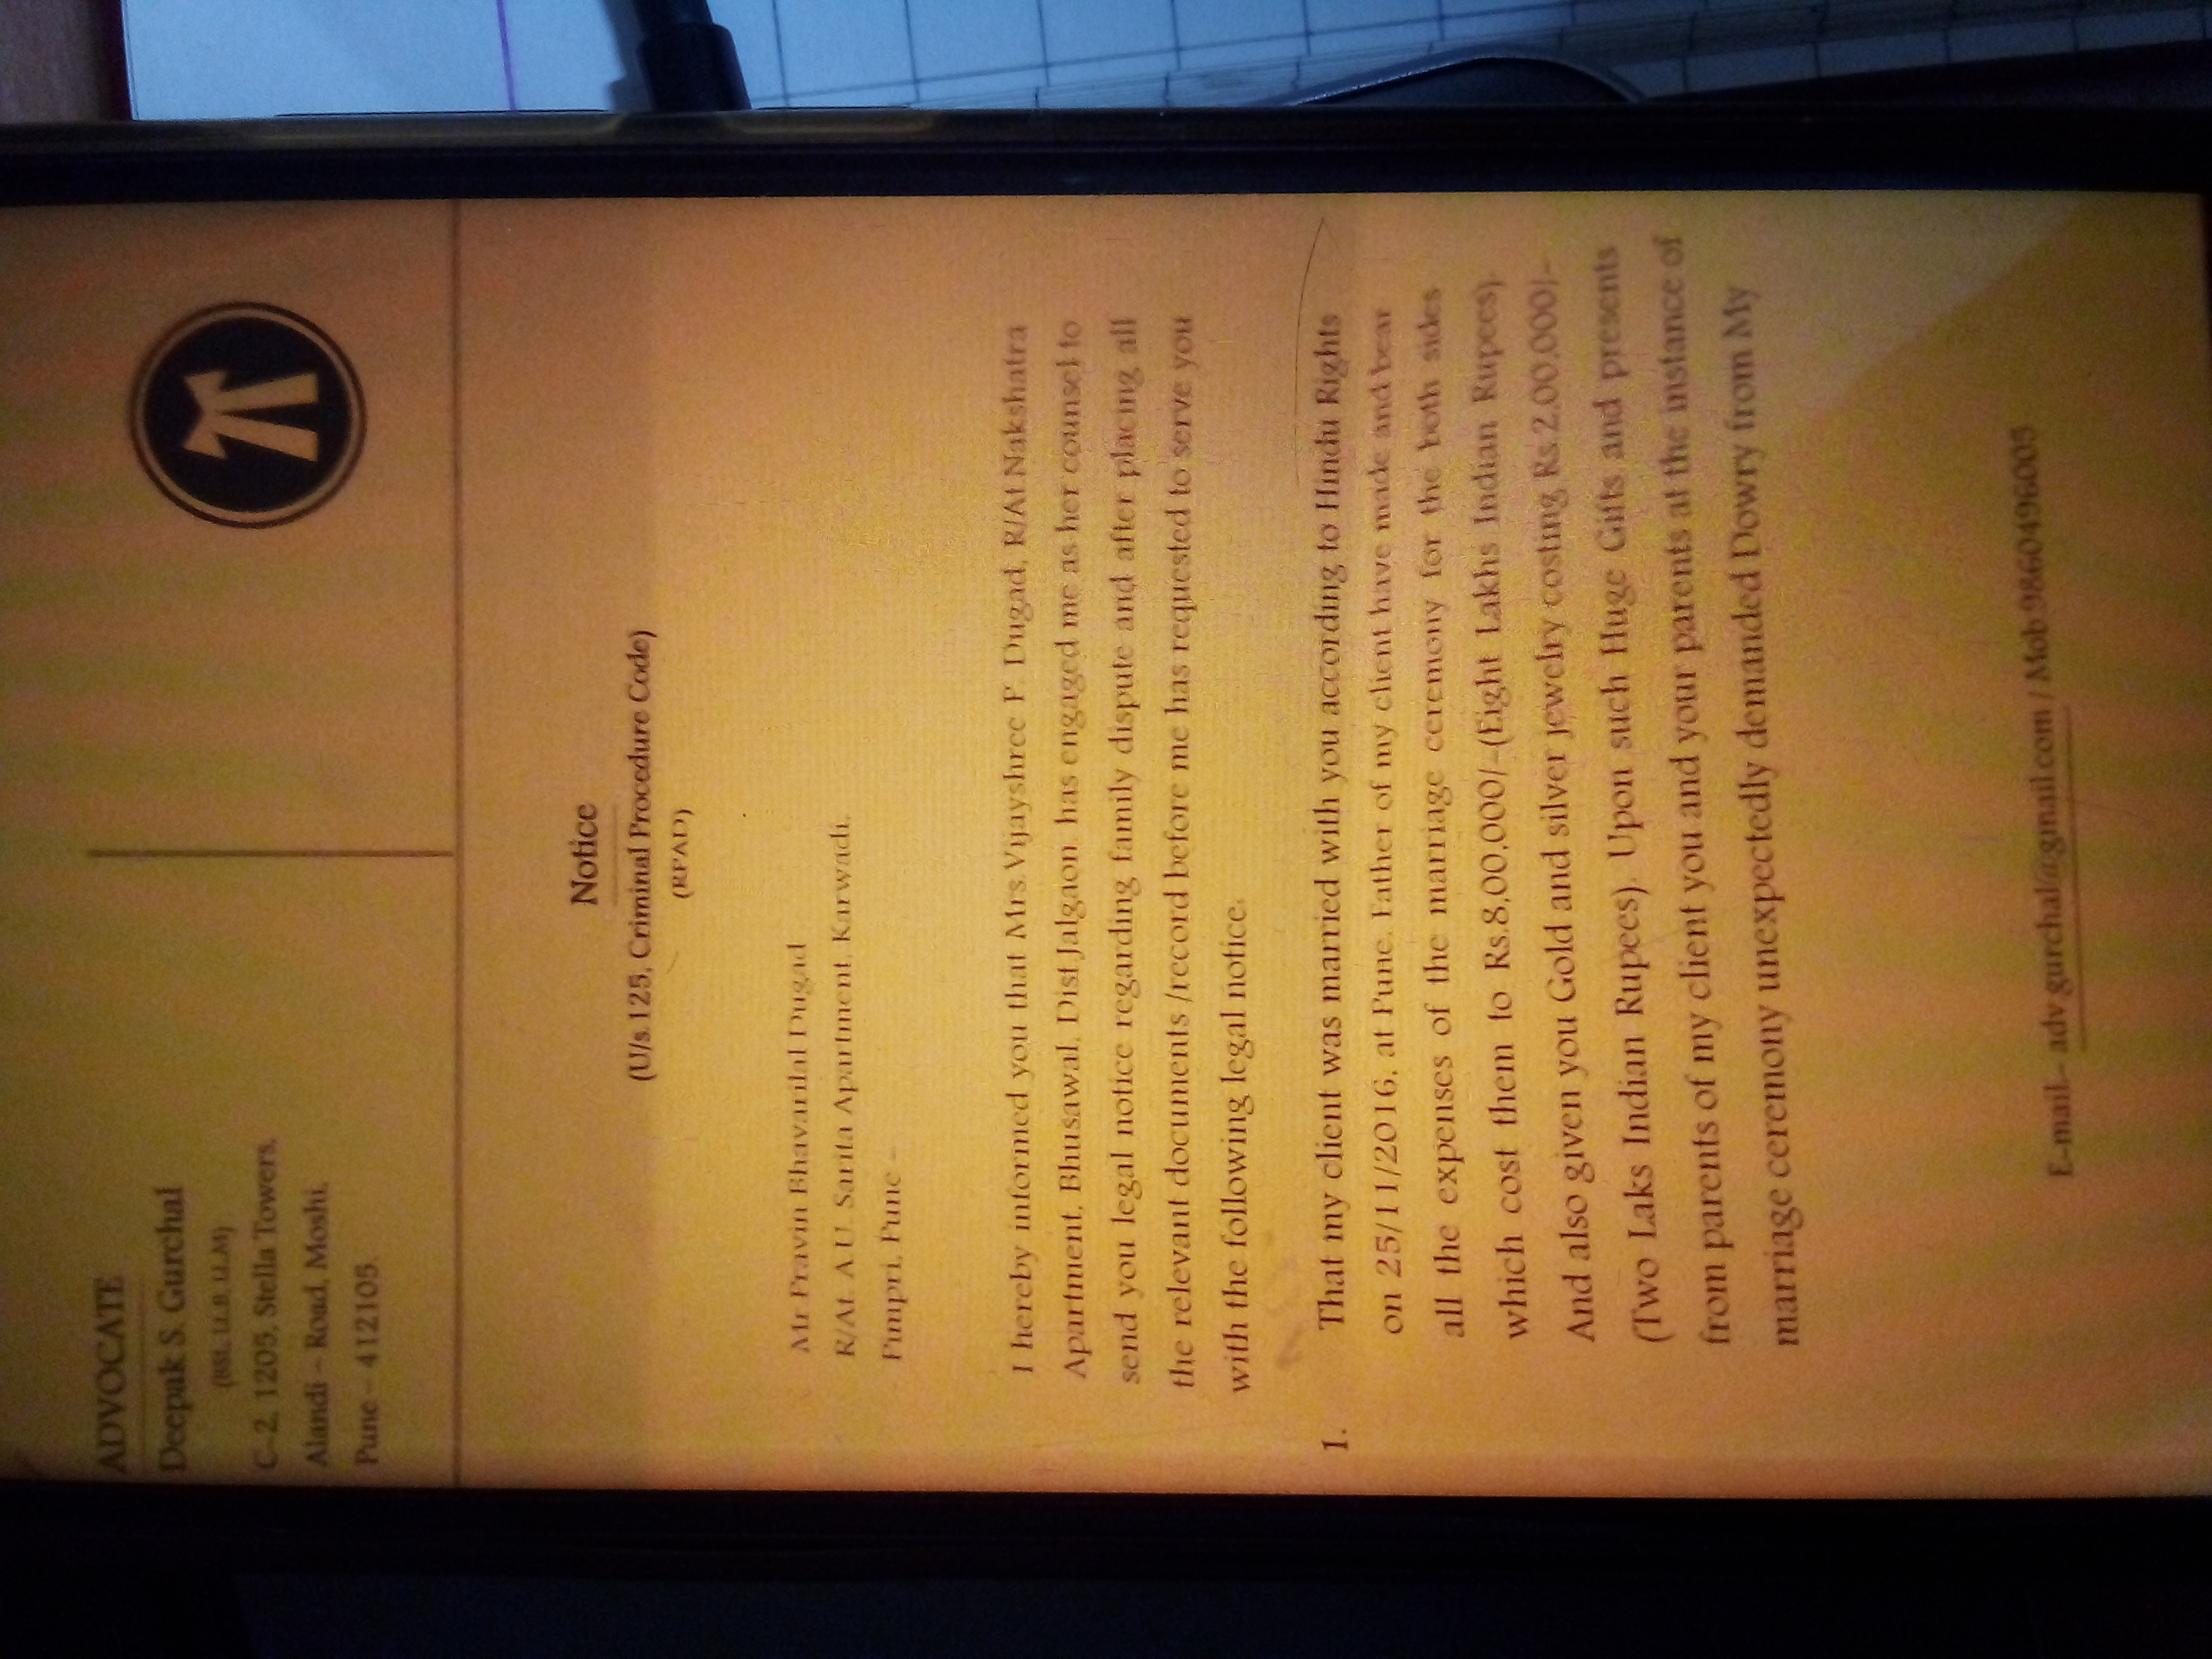 ADVOCATE
Deepak S. Gurchal
(BSL, LL.B, LL.M)
C-2, 1205, Stella Towers,
Alandi – Road, Moshi,
Pune – 412105.
Notice
(U/s.125, Criminal Procedure Code)
(RPAD)
Mr.Pravin Bhavarilal Dugad
R/At. A.U. Sarita Apartment, Karwadi,
Pimpri, Pune –
I hereby informed you that Mrs.Vijayshree P. Dugad, R/At.Nakshatra
Apartment, Bhusawal, Dist.Jalgaon. has engaged me as her counsel to
send you legal notice regarding family dispute and after placing all
the relevant documents /record before me has requested to serve you
with the following legal notice.
1. That my client was married with you according to Hindu Rights
on 25/11/2016, at Pune. Father of my client have made and bear
all the expenses of the marriage ceremony for the both sides
which cost them to Rs.8,00,000/-(Eight Lakhs Indian Rupees).
And also given you Gold and silver jewelry costing Rs.2,00,000/-
(Two Laks Indian Rupees). Upon such Huge Gifts and presents
from parents of my client you and your parents at the instance of
marriage ceremony unexpectedly demanded Dowry from My
E-mail:- adv.gurchal@gmail.com / Mob.9860496005